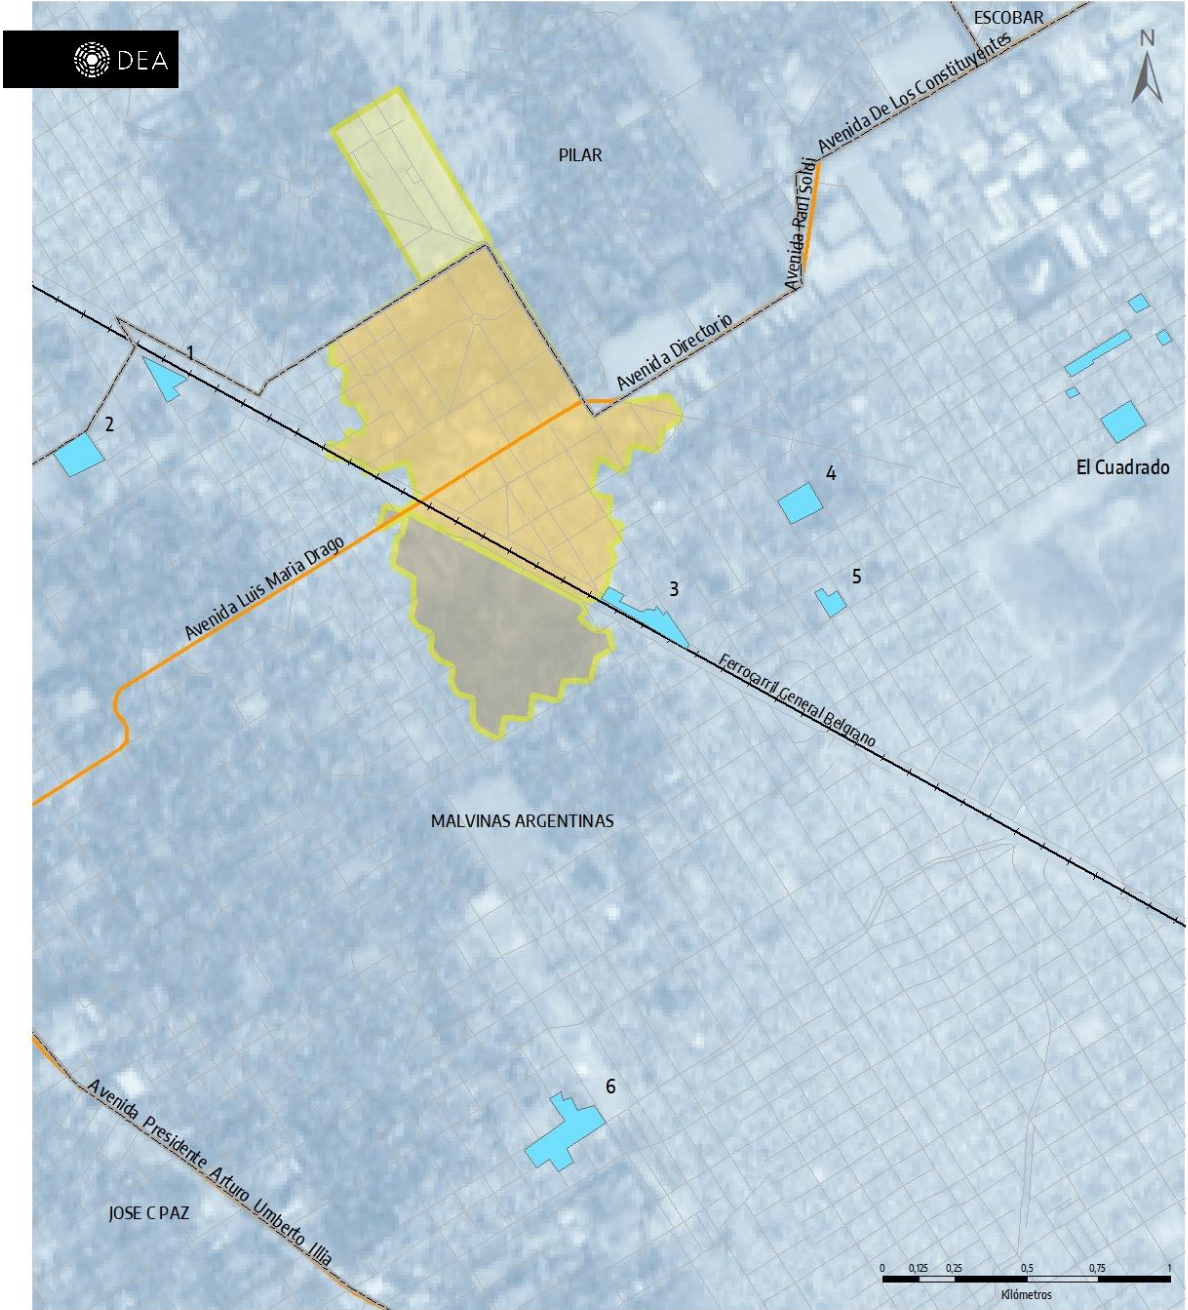 ESCOBAR
N
DEA
Avenida De Los Constituyentes
PILAR
Avenida Raul Soldi
Avenida Directorio
1
2
El Cuadrado
4
Avenida Luis Maria Drago
5
3
Ferrocarril General Belgrano
MALVINAS ARGENTINAS
6
Avenida Presidente Arturo Umberto Illia
JOSE C PAZ
0 0,125 0,25 0,5 0,75 1
Kilómetros